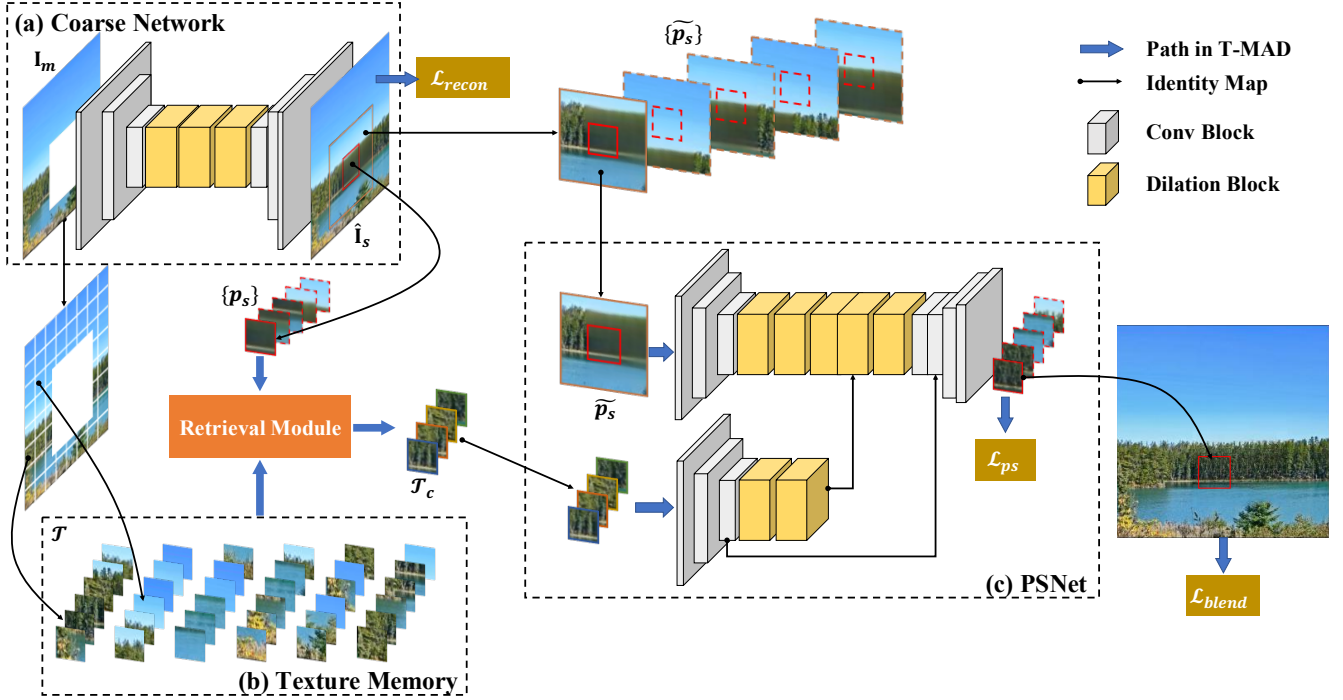 (a) Coarse Network
I_m
L_recon
Î_s
{p̃_s}
Path in T-MAD
Identity Map
Conv Block
Dilation Block
{p_s}
Retrieval Module
𝒯_c
p̃_s
L_ps
(c) PSNet
L_blend
𝒯
(b) Texture Memory